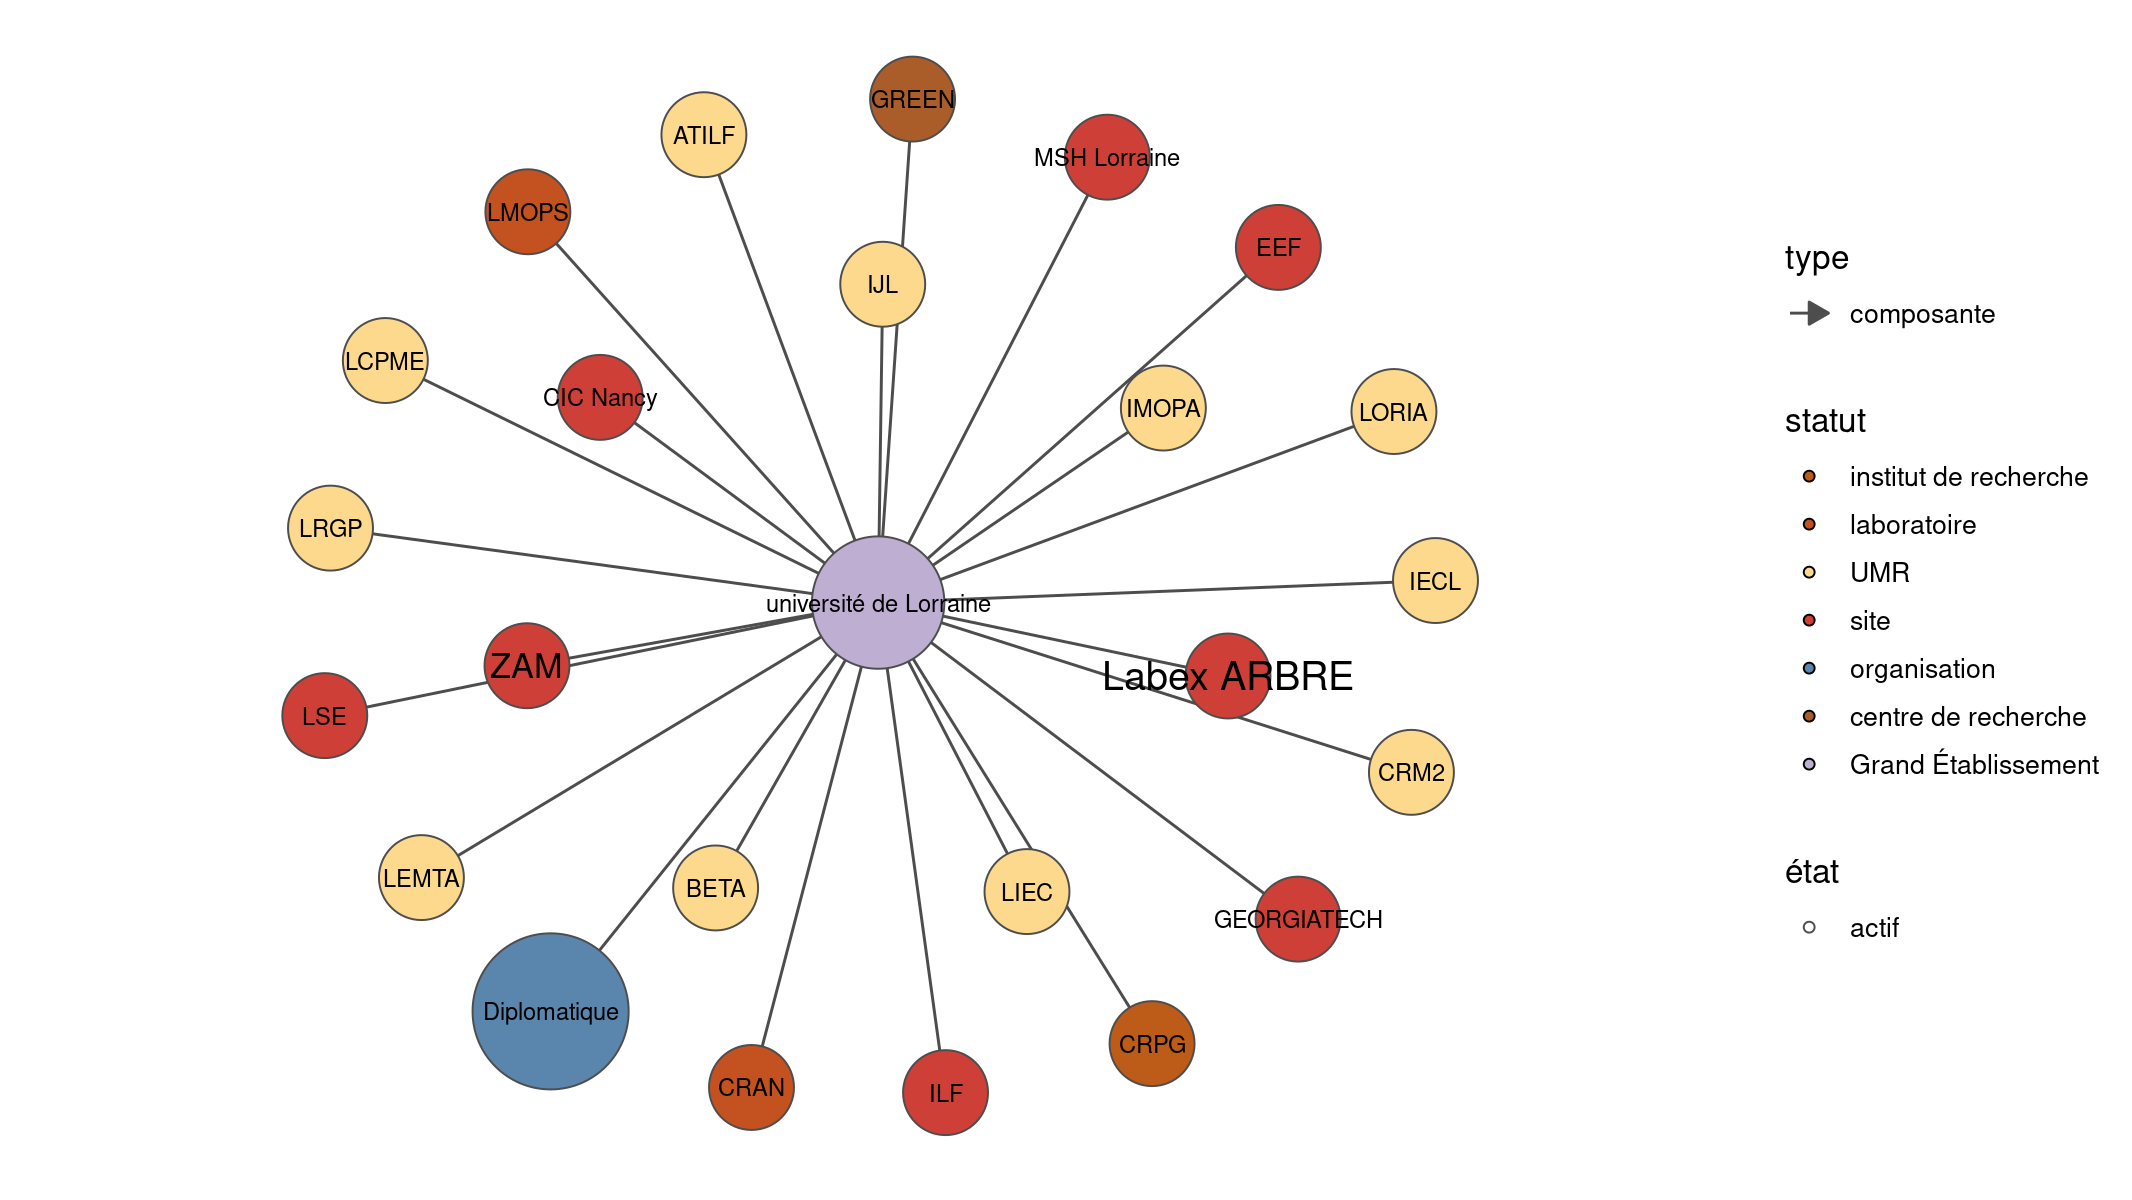 GREEN
ATILF
MSH Lorraine
LMOPS
EEF
IJL
LCPME
CIC Nancy
IMOPA
LORIA
LRGP
IECL
université de Lorraine
ZAM
Labex ARBRE
LSE
CRM2
LEMTA
BETA
LIEC
GEORGIATECH
Diplomatique
CRPG
CRAN
ILF
type
composante
statut
institut de recherche
laboratoire
UMR
site
organisation
centre de recherche
Grand Établissement
état
actif